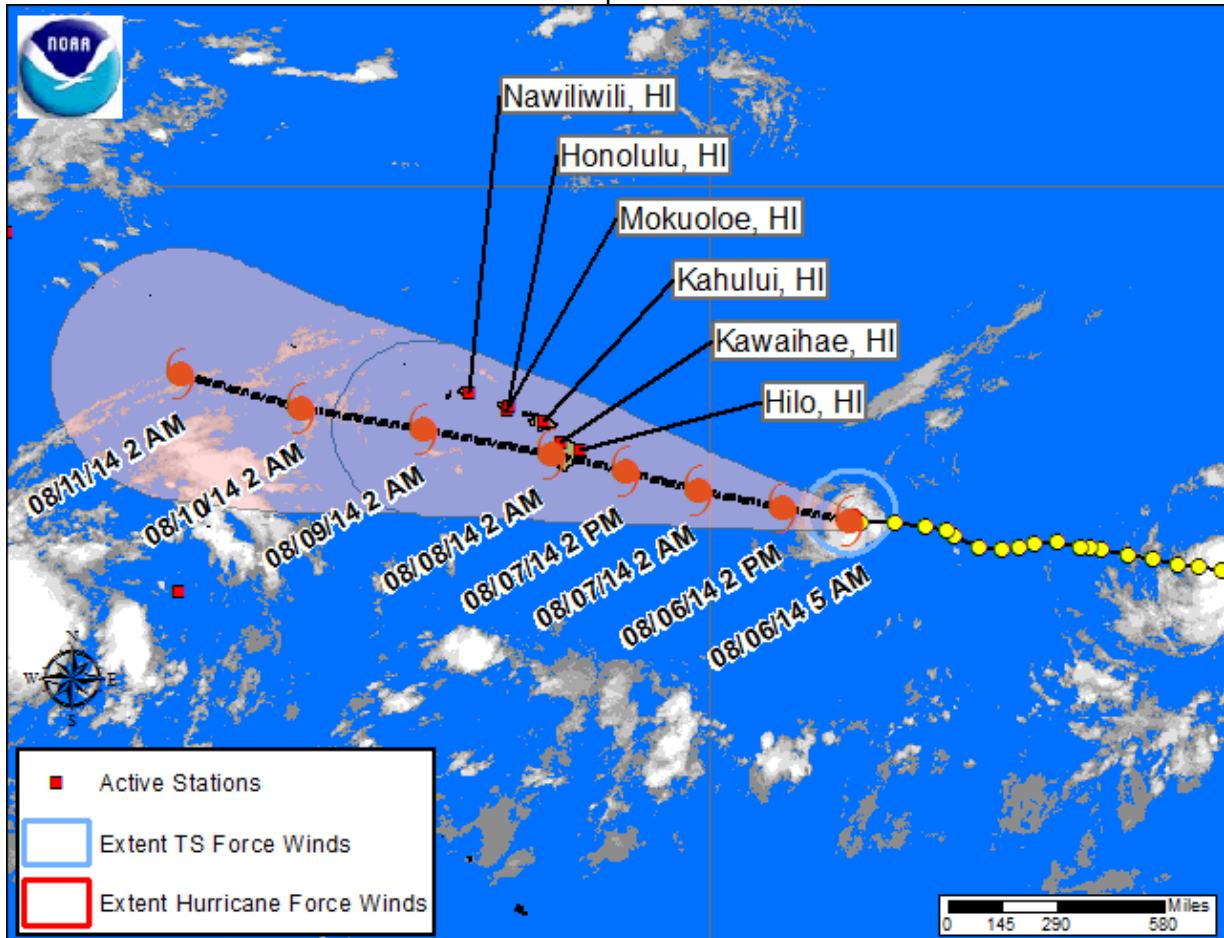 NOAA
Nawiliwili, HI
Honolulu, HI
Mokuoloe, HI
Kahului, HI
Kawaihae, HI
Hilo, HI
08/11/14 2 AM
08/10/14 2 AM
08/09/14 2 AM
08/08/14 2 AM
08/07/14 2 PM
08/07/14 2 AM
08/06/14 2 PM
08/06/14 5 AM
N
W E
S
Active Stations
Extent TS Force Winds
Extent Hurricane Force Winds
Miles
0 145 290 580